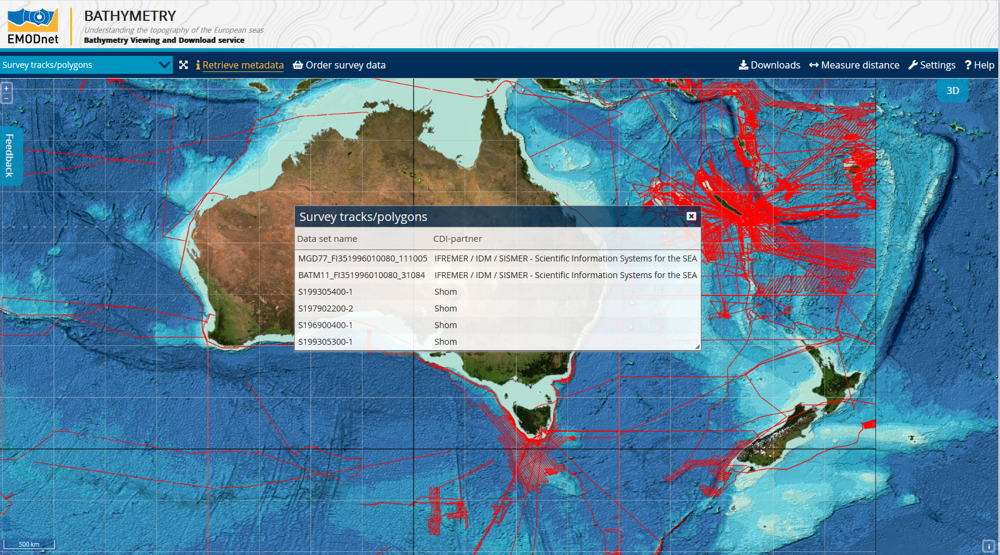 BATHYMETRY
Understanding the topography of the European seas
Bathymetry Viewing and Download service
EMODnet
Survey tracks/polygons
Retrieve metadata
Order survey data
Downloads
Measure distance
Settings
? Help
+
−
3D
Feedback
Survey tracks/polygons
Data set name CDI-partner
MGD77_FI351996010080_111005 IFREMER / IDM / SISMER - Scientific Information Systems for the SEA
BATM11_FI351996010080_31084 IFREMER / IDM / SISMER - Scientific Information Systems for the SEA
S199305400-1 Shom
S197902200-2 Shom
S196900400-1 Shom
S199305300-1 Shom
500 km
i